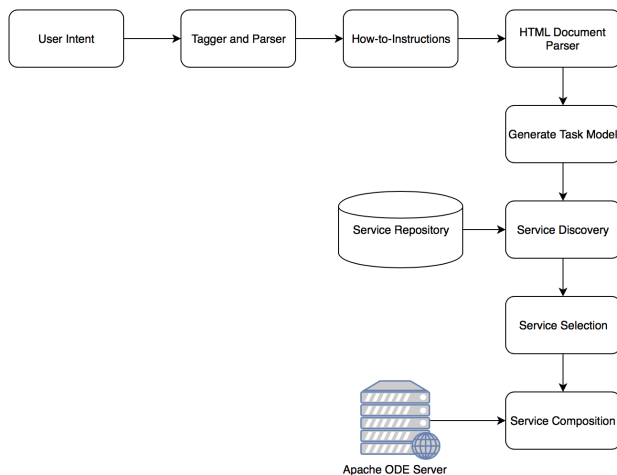 User Intent
Tagger and Parser
How-to-Instructions
HTML Document
Parser
Generate Task Model
Service Repository
Service Discovery
Service Selection
Service Composition
Apache ODE Server